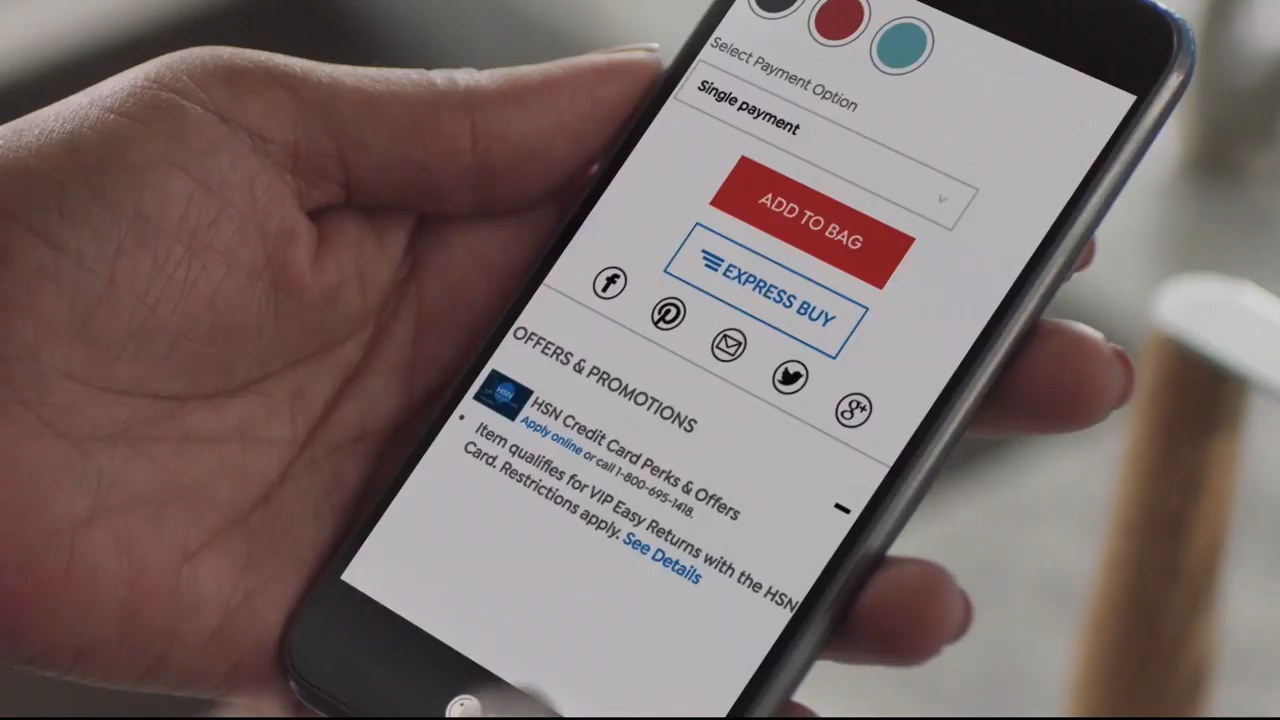 Select Payment Option
Single payment
ADD TO BAG
EXPRESS BUY
OFFERS & PROMOTIONS
HSN
HSN Credit Card Perks & Offers
Apply online or call 1-800-695-1418.
• Item qualifies for VIP Easy Returns with the HSN
Card. Restrictions apply. See Details